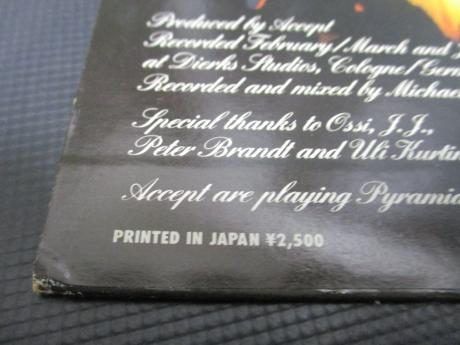 Produced by Accept
Recorded February/March and
at Dierks Studios, Cologne/Germ
Recorded and mixed by Michael
Special thanks to Ossi, J.J.,
Peter Brandt and Uli Kurtin
Accept are playing Pyramid
PRINTED IN JAPAN ¥2,500